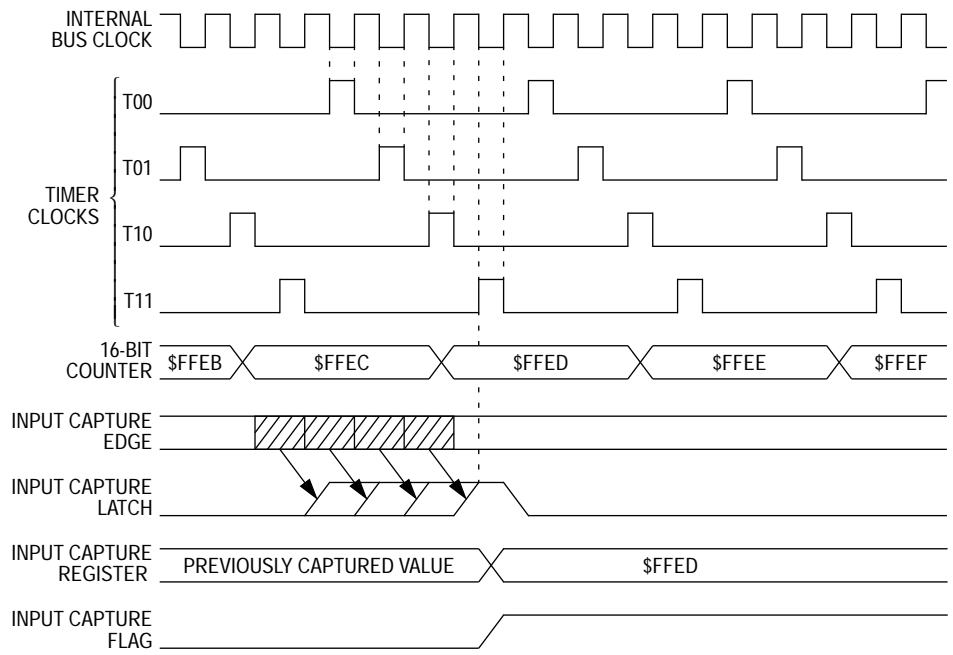 INTERNAL
BUS CLOCK
T00
T01
TIMER
CLOCKS
T10
T11
16-BIT
COUNTER
$FFEB
$FFEC
$FFED
$FFEE
$FFEF
INPUT CAPTURE
EDGE
INPUT CAPTURE
LATCH
INPUT CAPTURE
REGISTER
PREVIOUSLY CAPTURED VALUE
$FFED
INPUT CAPTURE
FLAG